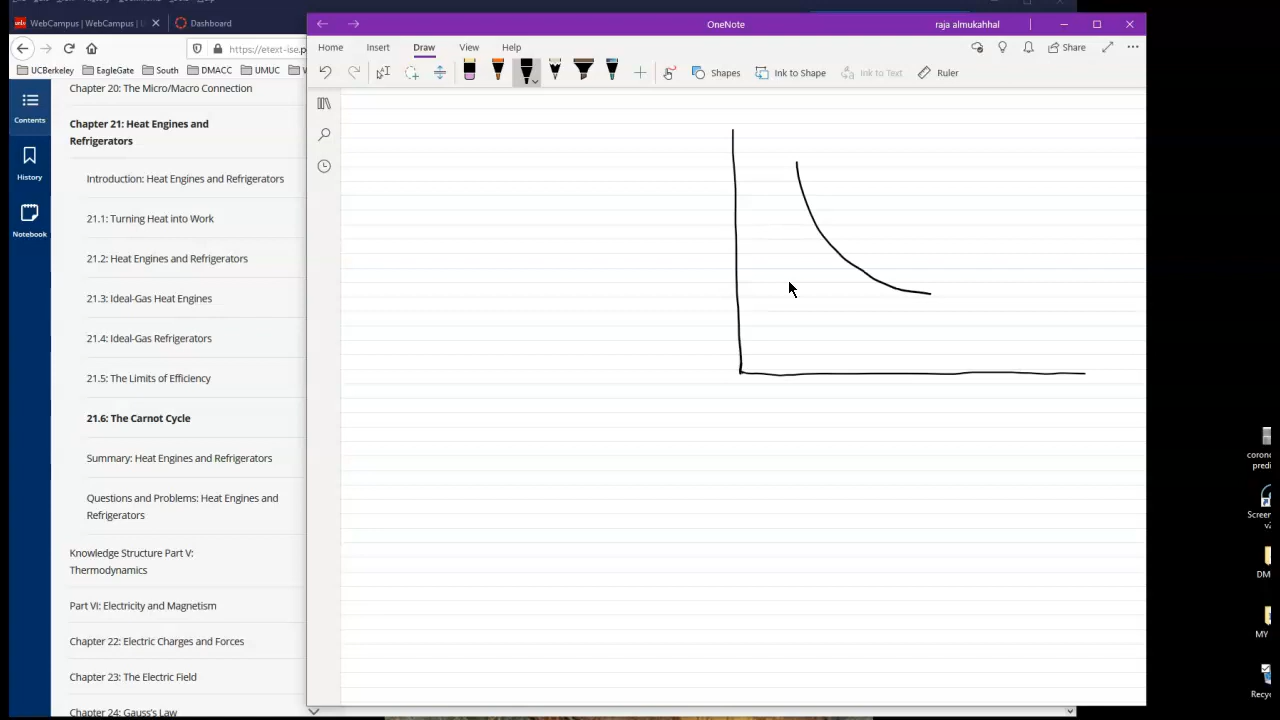 WebCampus | WebCampus | U
Dashboard
https://etext-ise.p
UCBerkeley
EagleGate
South
DMACC
UMUC
Contents
History
Notebook
Chapter 20: The Micro/Macro Connection
Chapter 21: Heat Engines and
Refrigerators
Introduction: Heat Engines and Refrigerators
21.1: Turning Heat into Work
21.2: Heat Engines and Refrigerators
21.3: Ideal-Gas Heat Engines
21.4: Ideal-Gas Refrigerators
21.5: The Limits of Efficiency
21.6: The Carnot Cycle
Summary: Heat Engines and Refrigerators
Questions and Problems: Heat Engines and
Refrigerators
Knowledge Structure Part V:
Thermodynamics
Part VI: Electricity and Magnetism
Chapter 22: Electric Charges and Forces
Chapter 23: The Electric Field
Chapter 24: Gauss's Law
OneNote
raja almukhahhal
Home
Insert
Draw
View
Help
Share
Shapes
Ink to Shape
Ink to Text
Ruler
corono
predi
Screen
v2
DM
MY
Recyc